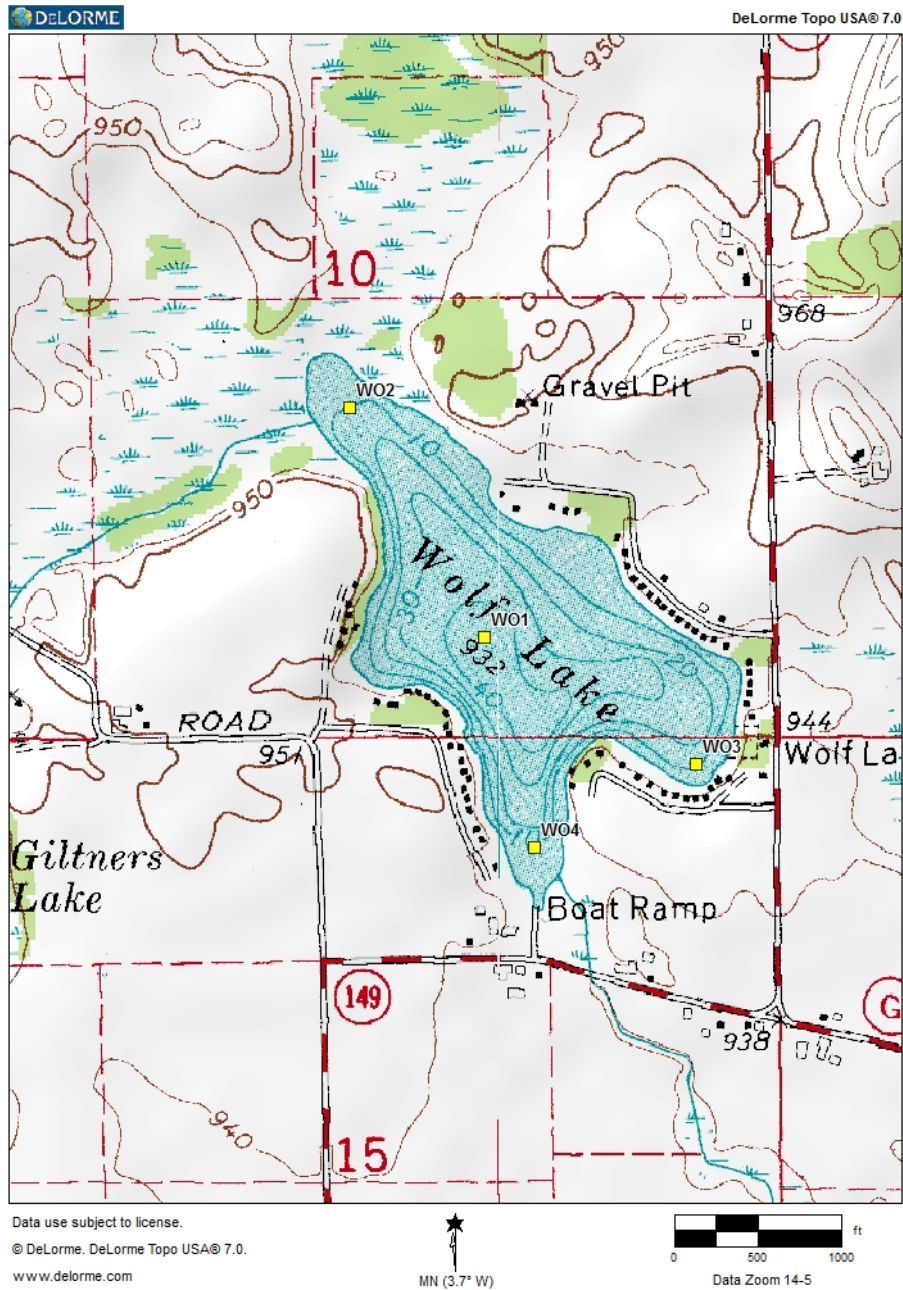 DELORME
DeLorme Topo USA® 7.0
950
950
10
968
WO2
Gravel Pit
10
950
Wolf Lake
30
WO1
932
20
40
ROAD
951
944
WO3
Wolf La
WO4
Giltners
Lake
Boat Ramp
149
G
938
940
15
Data use subject to license.
© DeLorme. DeLorme Topo USA® 7.0.
www.delorme.com
MN (3.7° W)
ft
0 500 1000
Data Zoom 14-5